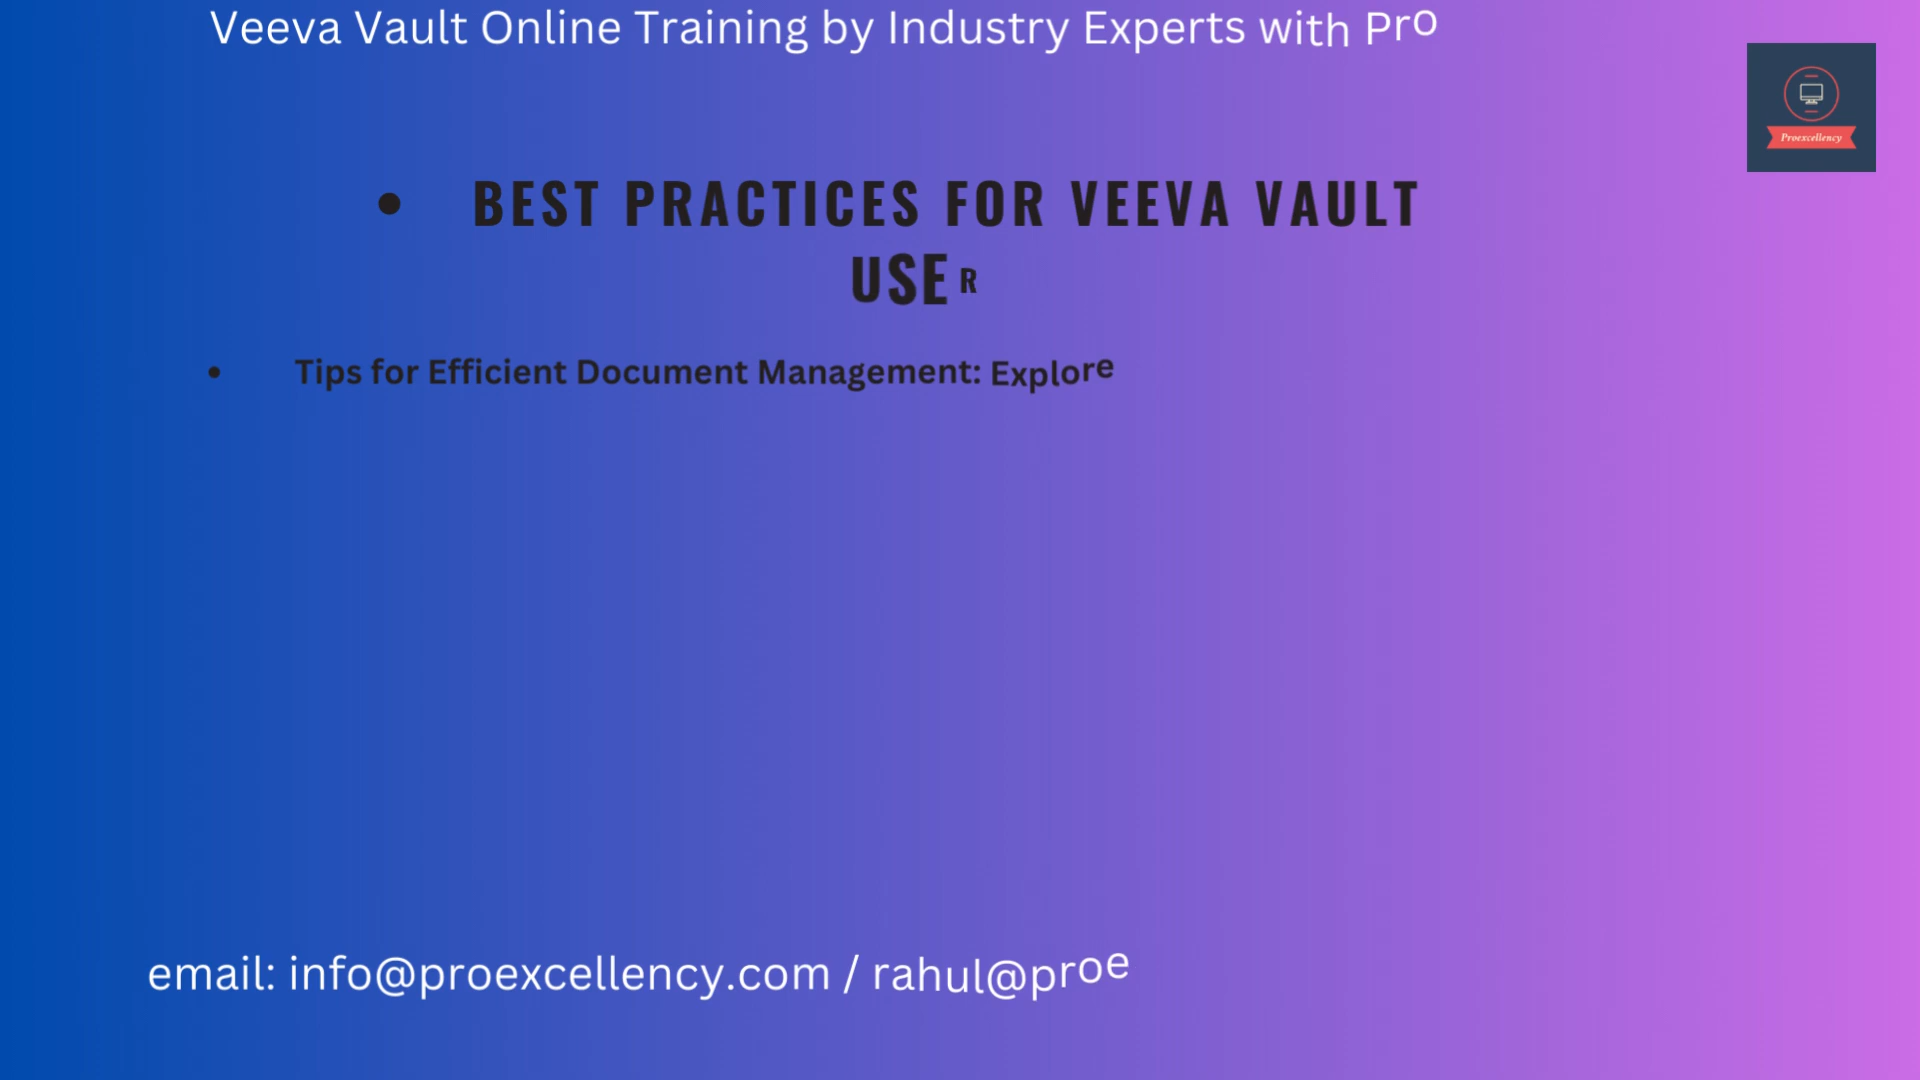 Veeva Vault Online Training by Industry Experts with Pro
Proexcellency
• BEST PRACTICES FOR VEEVA VAULT
USER
• Tips for Efficient Document Management: Explore
email: info@proexcellency.com / rahul@proe